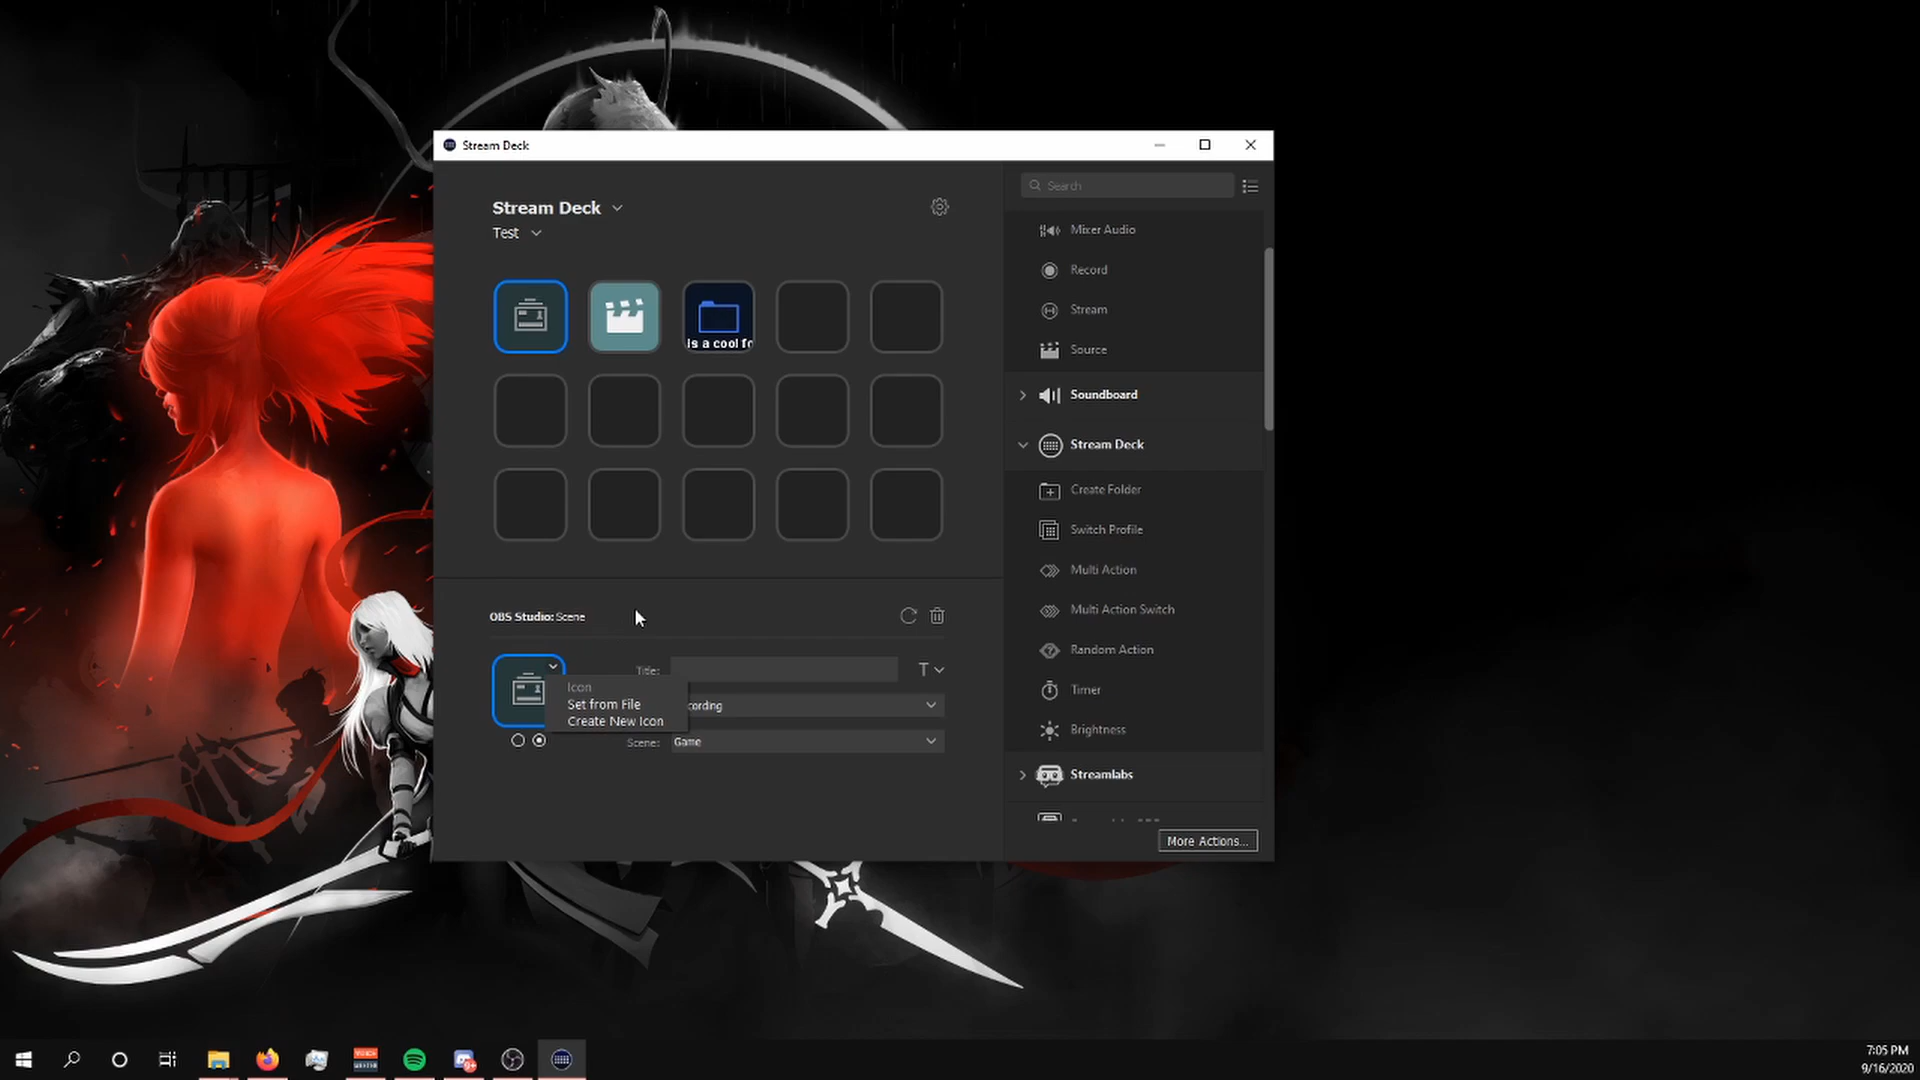 Stream Deck
Search
Stream Deck
Test
Mixer Audio
Record
Stream
Source
is a cool fo
Soundboard
Stream Deck
Create Folder
Switch Profile
Multi Action
Multi Action Switch
Random Action
Timer
Brightness
OBS Studio: Scene
Title:
T
Icon
Set from File
cording
Create New Icon
Scene: Game
Streamlabs
More Actions...
9+
7:05 PM
9/16/2020